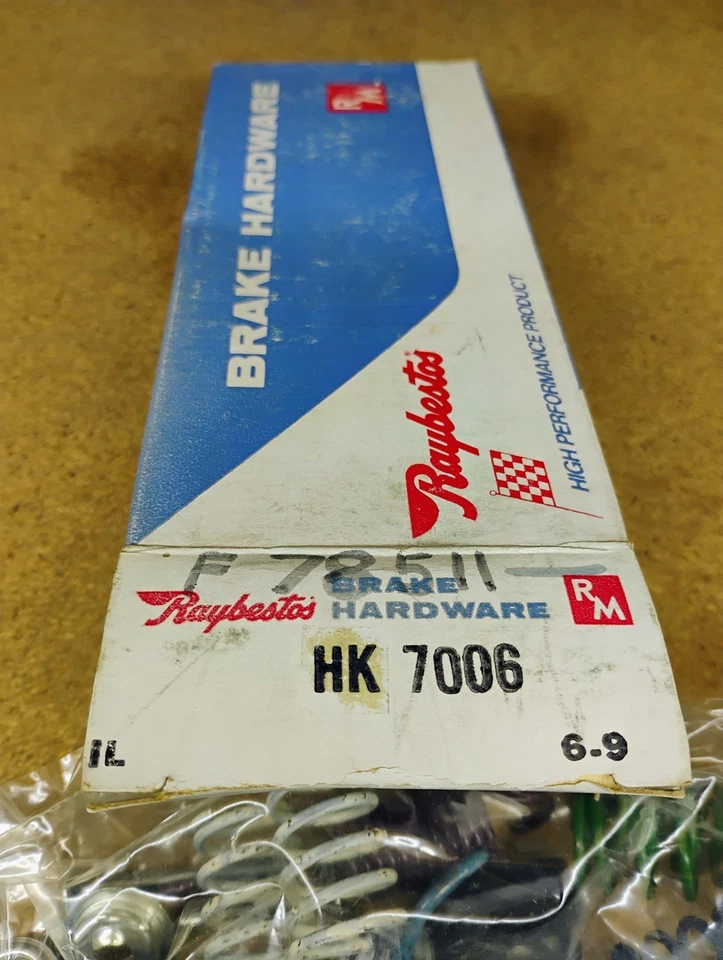 BRAKE HARDWARE
RM
Raybestos
HIGH PERFORMANCE PRODUCT
F 78511 —
Raybestos BRAKE HARDWARE RM
HK 7006
IL 6-9